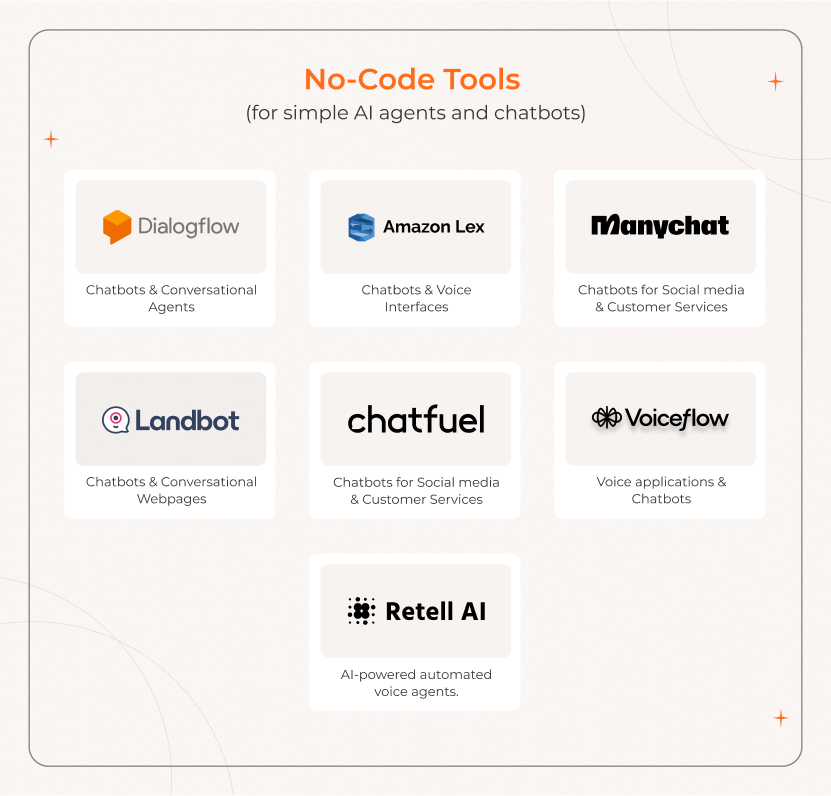 No-Code Tools
(for simple AI agents and chatbots)
Dialogflow
Chatbots & Conversational
Agents
Amazon Lex
Chatbots & Voice
Interfaces
Manychat
Chatbots for Social media
& Customer Services
Landbot
Chatbots & Conversational
Webpages
chatfuel
Chatbots for Social media
& Customer Services
Voiceflow
Voice applications &
Chatbots
Retell AI
AI-powered automated
voice agents.